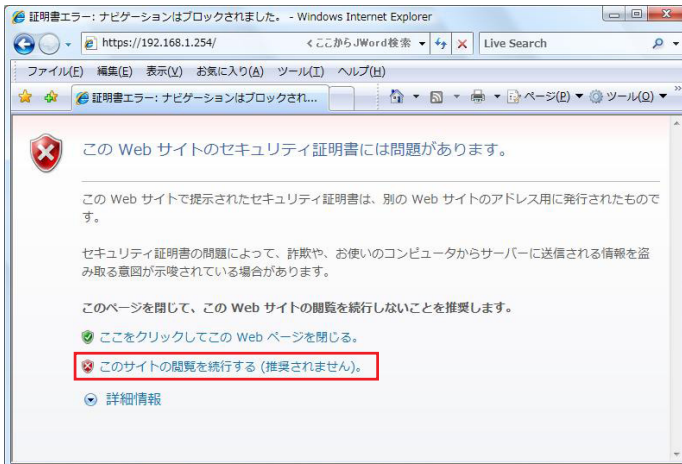 証明書エラー: ナビゲーションはブロックされました。 - Windows Internet Explorer
https://192.168.1.254/ <ここからJWord検索 Live Search
ファイル(F) 編集(E) 表示(V) お気に入り(A) ツール(T) ヘルプ(H)
証明書エラー: ナビゲーションはブロックされ... ページ(P) ツール(O) »
この Web サイトのセキュリティ証明書には問題があります。
この Web サイトで提示されたセキュリティ証明書は、別の Web サイトのアドレス用に発行されたもので
す。
セキュリティ証明書の問題によって、詐欺や、お使いのコンピュータからサーバーに送信される情報を盗
み取る意図が示唆されている場合があります。
このページを閉じて、この Web サイトの閲覧を続行しないことを推奨します。
ここをクリックしてこの Web ページを閉じる。
このサイトの閲覧を続行する (推奨されません)。
詳細情報